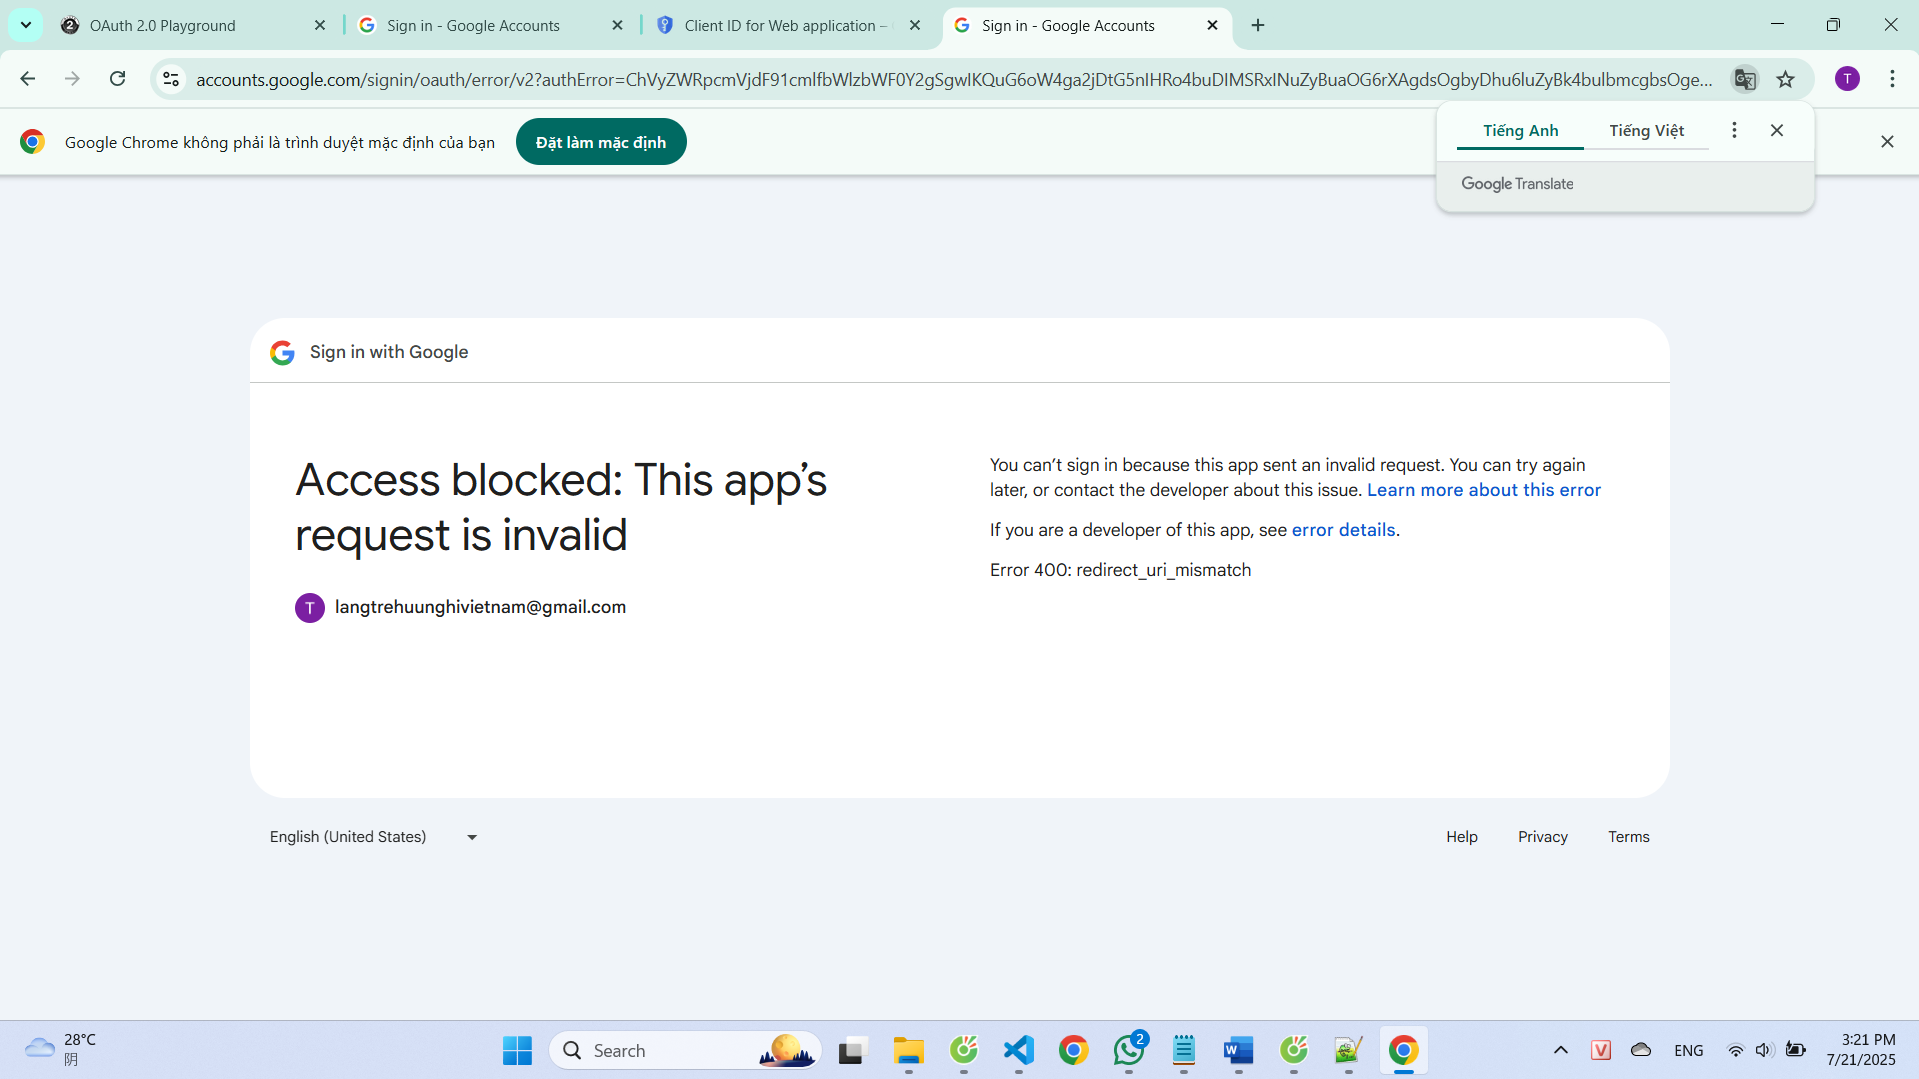 OAuth 2.0 Playground
Sign in - Google Accounts
Client ID for Web application –
Sign in - Google Accounts
accounts.google.com/signin/oauth/error/v2?authError=ChVyZWRpcmVjdF91cmlfbWlzbWF0Y2gSgwIKQuG6oW4ga2jDtG5nIHRo4buDIMSRxINuZyBuaOG6rXAgdsOgbyDhu6luZyBk4bulbmcgbsOge...
Google Chrome không phải là trình duyệt mặc định của bạn
Đặt làm mặc định
Tiếng Anh
Tiếng Việt
Google Translate
Sign in with Google
Access blocked: This app’s
request is invalid
T
langtrehuunghivietnam@gmail.com
You can’t sign in because this app sent an invalid request. You can try again
later, or contact the developer about this issue. Learn more about this error
If you are a developer of this app, see error details.
Error 400: redirect_uri_mismatch
English (United States)
Help
Privacy
Terms
28°C
阴
Search
2
ENG
3:21 PM
7/21/2025